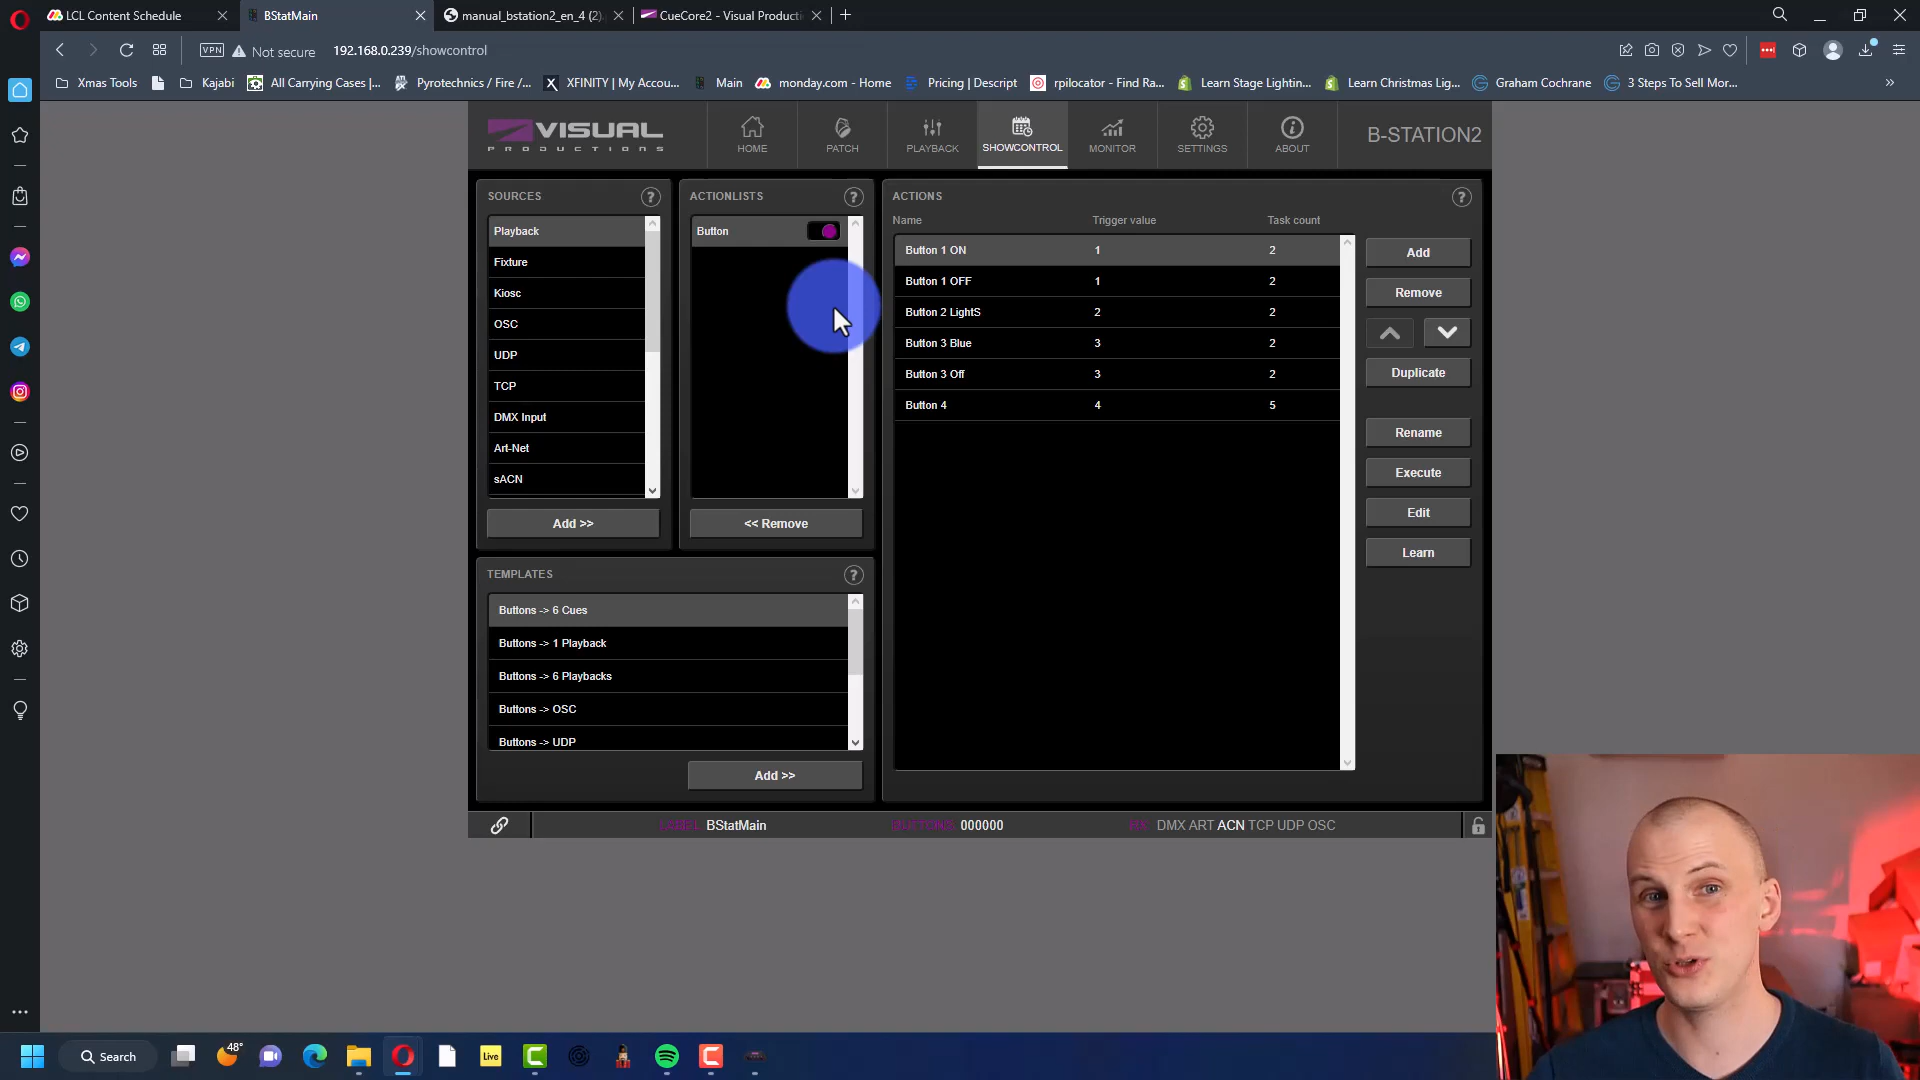 LCL Content Schedule
BStatMain
manual_bstation2_en_4 (2).
CueCore2 - Visual Producti
VPN
Not secure
192.168.0.239/showcontrol
Xmas Tools
Kajabi
All Carrying Cases |...
Pyrotechnics / Fire /...
XFINITY | My Accou...
Main
monday.com - Home
Pricing | Descript
rpilocator - Find Ra...
Learn Stage Lightin...
Learn Christmas Lig...
Graham Cochrane
3 Steps To Sell Mor...
VISUAL
PRODUCTIONS
HOME
PATCH
PLAYBACK
SHOWCONTROL
MONITOR
SETTINGS
ABOUT
B-STATION2
SOURCES
?
Playback
Fixture
Kiosc
OSC
UDP
TCP
DMX Input
Art-Net
sACN
Add >>
ACTIONLISTS
?
Button
<< Remove
TEMPLATES
?
Buttons -> 6 Cues
Buttons -> 1 Playback
Buttons -> 6 Playbacks
Buttons -> OSC
Buttons -> UDP
Add >>
ACTIONS
?
Name Trigger value Task count
Button 1 ON 1 2
Button 1 OFF 1 2
Button 2 LightS 2 2
Button 3 Blue 3 2
Button 3 Off 3 2
Button 4 4 5
Add
Remove
Duplicate
Rename
Execute
Edit
Learn
LABEL BStatMain
BUTTONS 000000
RX: DMX ART ACN TCP UDP OSC
Search
48°
Live